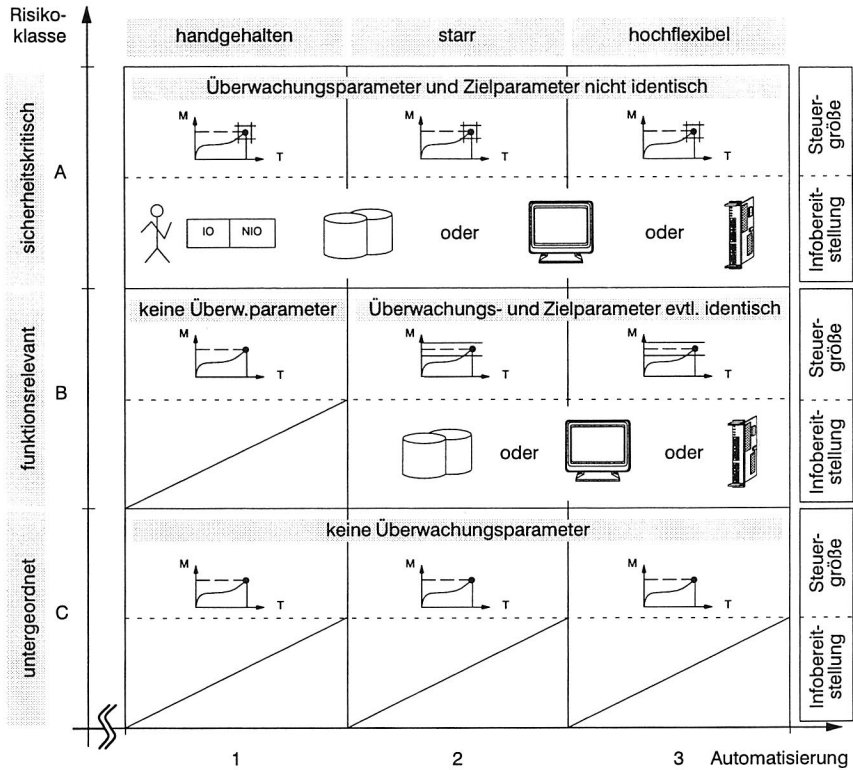 Risiko-
klasse
handgehalten
starr
hochflexibel
sicherheitskritisch
A
Überwachungsparameter und Zielparameter nicht identisch
M
T
M
T
M
T
Steuer-
größe
IO
NIO
oder
oder
Infobereit-
stellung
funktionsrelevant
B
keine Überw.parameter
Überwachungs- und Zielparameter evtl. identisch
M
T
M
T
M
T
Steuer-
größe
oder
oder
Infobereit-
stellung
untergeordnet
C
keine Überwachungsparameter
M
T
M
T
M
T
Steuer-
größe
Infobereit-
stellung
1
2
3
Automatisierung